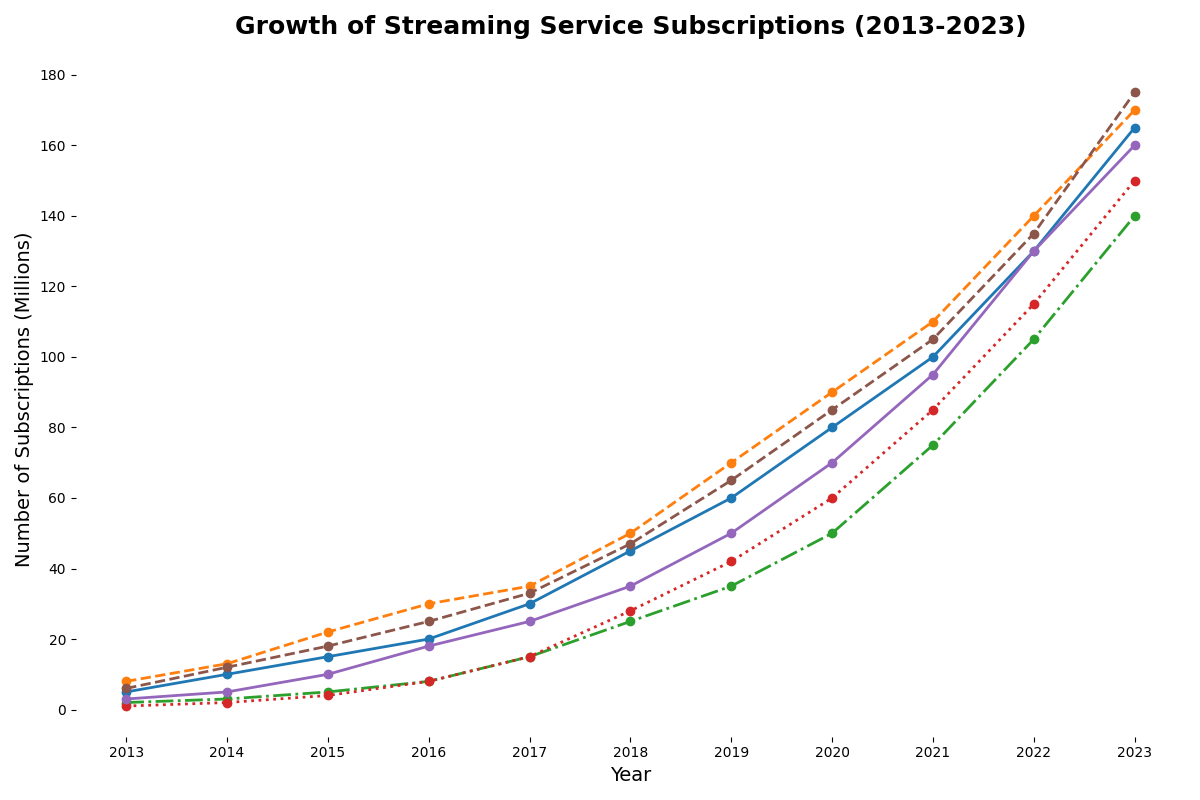 Growth of Streaming Service Subscriptions (2013-2023)
Number of Subscriptions (Millions)
180
160
140
120
100
80
60
40
20
0
2013 2014 2015 2016 2017 2018 2019 2020 2021 2022 2023
Year